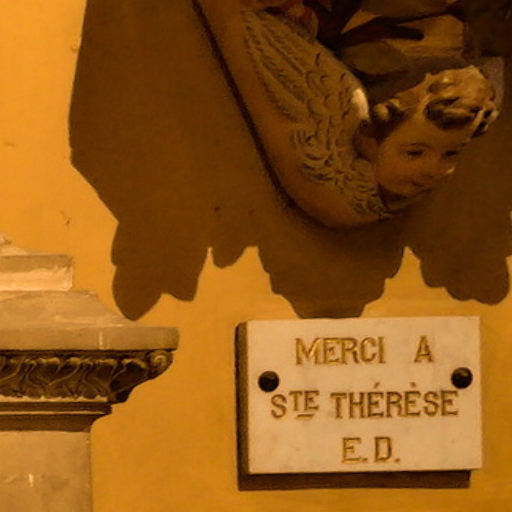 MERCI A
STE THÉRÈSE
E.D.